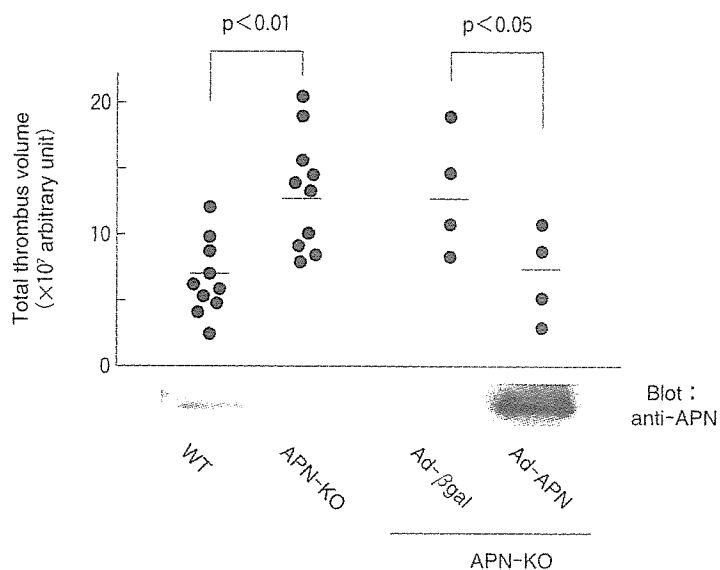 p<0.01
p<0.05
Total thrombus volume
(×10⁷ arbitrary unit)
20
10
0
Blot :
anti-APN
WT
APN-KO
Ad-βgal
Ad-APN
APN-KO